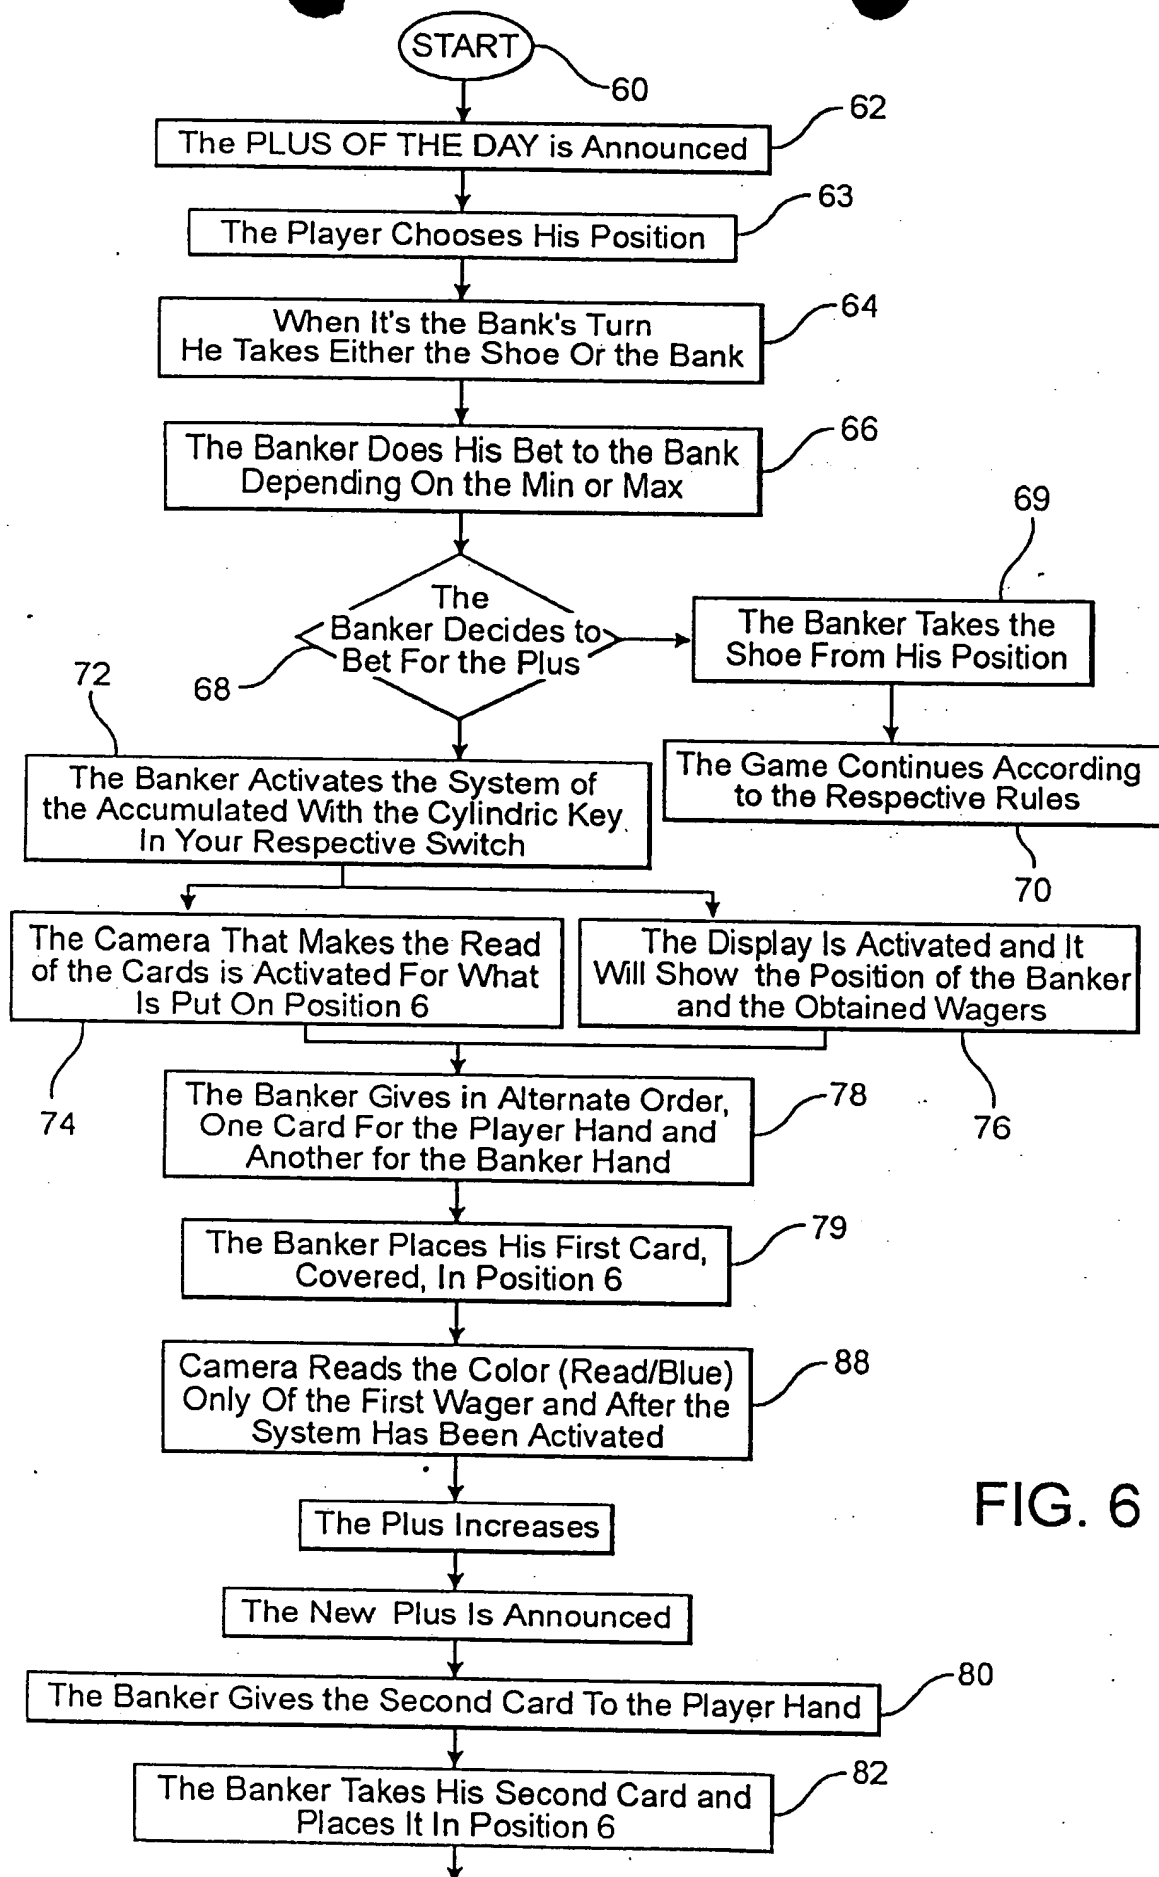 START
60
The PLUS OF THE DAY is Announced
62
The Player Chooses His Position
63
When It's the Bank's Turn
He Takes Either the Shoe Or the Bank
64
The Banker Does His Bet to the Bank
Depending On the Min or Max
66
The
Banker Decides to
Bet For the Plus
68
69
The Banker Takes the
Shoe From His Position
The Game Continues According
to the Respective Rules
70
72
The Banker Activates the System of
the Accumulated With the Cylindric Key
In Your Respective Switch
The Camera That Makes the Read
of the Cards is Activated For What
Is Put On Position 6
74
The Display Is Activated and It
Will Show the Position of the Banker
and the Obtained Wagers
76
The Banker Gives in Alternate Order,
One Card For the Player Hand and
Another for the Banker Hand
78
The Banker Places His First Card,
Covered, In Position 6
79
Camera Reads the Color (Read/Blue)
Only Of the First Wager and After the
System Has Been Activated
88
The Plus Increases
The New Plus Is Announced
The Banker Gives the Second Card To the Player Hand
80
The Banker Takes His Second Card and
Places It In Position 6
82
FIG. 6